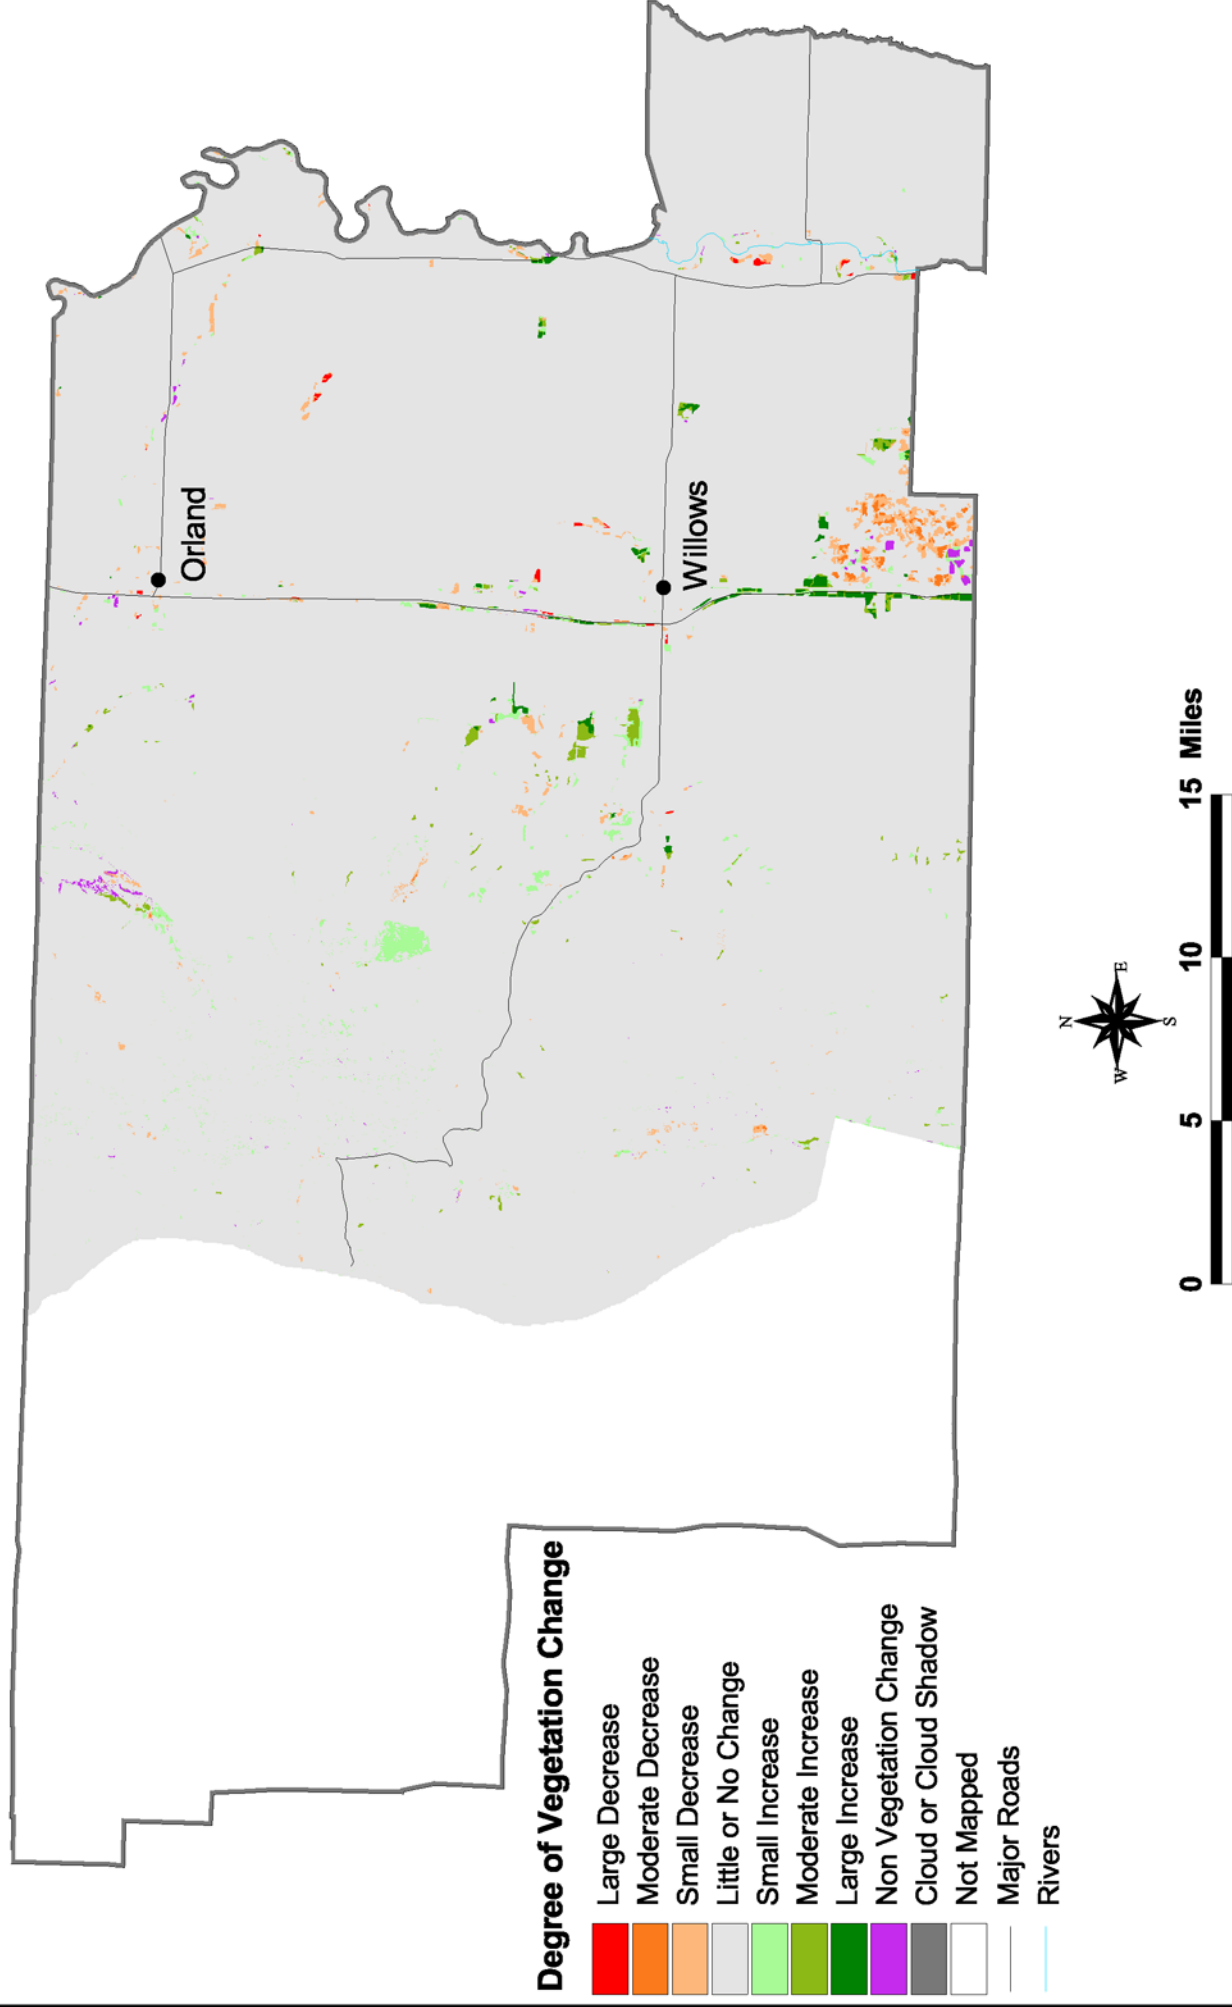 Orland
Willows
Degree of Vegetation Change
Large Decrease
Moderate Decrease
Small Decrease
Little or No Change
Small Increase
Moderate Increase
Large Increase
Non Vegetation Change
Cloud or Cloud Shadow
Not Mapped
Major Roads
Rivers
N
W
E
S
0
5
10
15 Miles